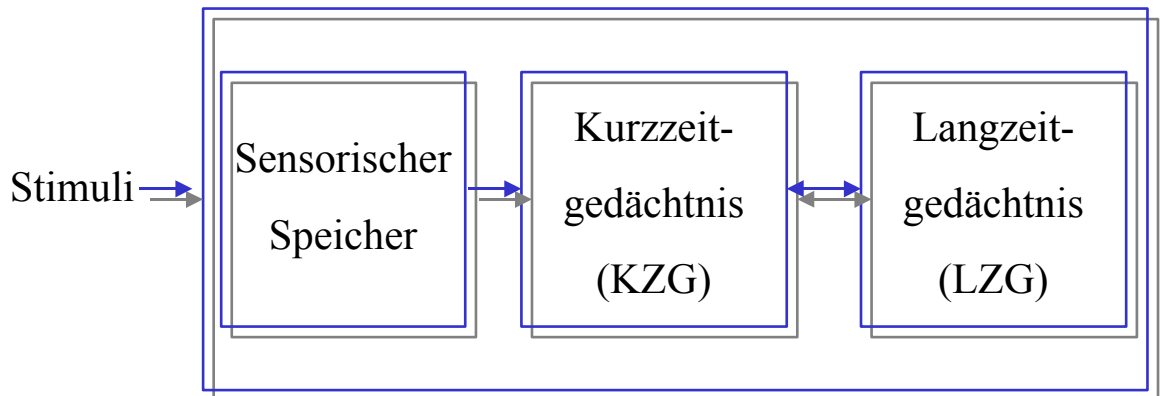 Stimuli
Sensorischer
Speicher
Kurzzeit-
gedächtnis
(KZG)
Langzeit-
gedächtnis
(LZG)